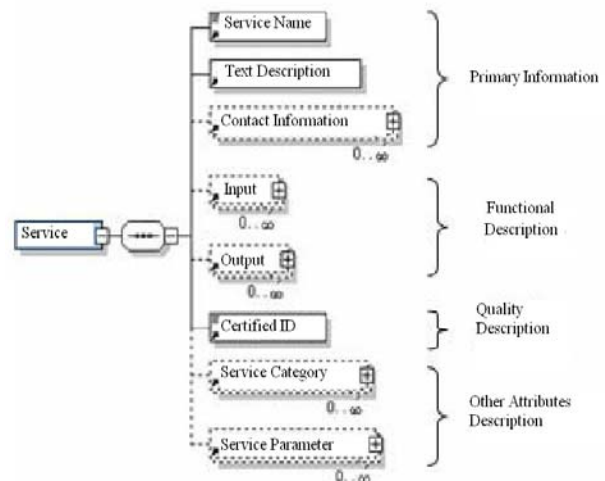 Service Name
Text Description
Contact Information
0..∞
Primary Information
Input
0..∞
Output
0..∞
Functional
Description
Service
Certified ID
Quality
Description
Service Category
0..∞
Service Parameter
0..∞
Other Attributes
Description